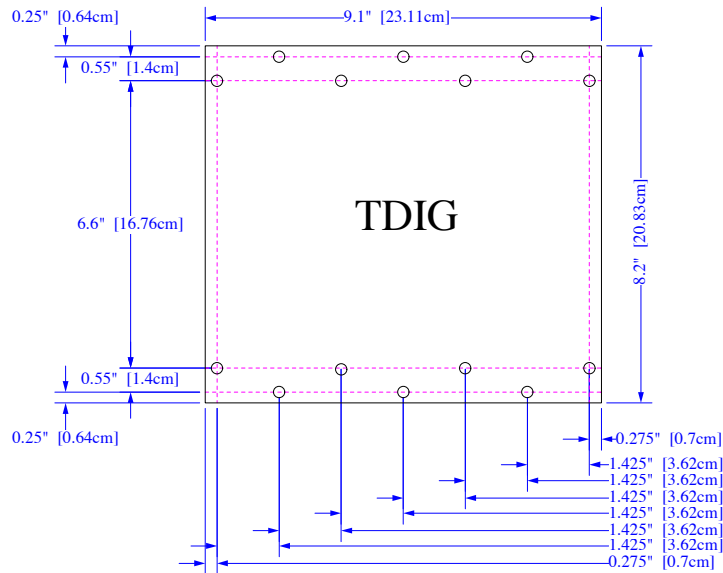 0.25" [0.64cm]
9.1" [23.11cm]
0.55" [1.4cm]
6.6" [16.76cm]
TDIG
8.2" [20.83cm]
0.55" [1.4cm]
0.25" [0.64cm]
0.275" [0.7cm]
1.425" [3.62cm]
1.425" [3.62cm]
1.425" [3.62cm]
1.425" [3.62cm]
1.425" [3.62cm]
1.425" [3.62cm]
0.275" [0.7cm]